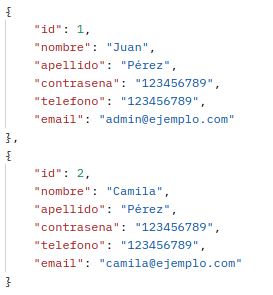 {
    "id": 1,
    "nombre": "Juan",
    "apellido": "Pérez",
    "contrasena": "123456789",
    "telefono": "123456789",
    "email": "admin@ejemplo.com"
},
{
    "id": 2,
    "nombre": "Camila",
    "apellido": "Pérez",
    "contrasena": "123456789",
    "telefono": "123456789",
    "email": "camila@ejemplo.com"
}